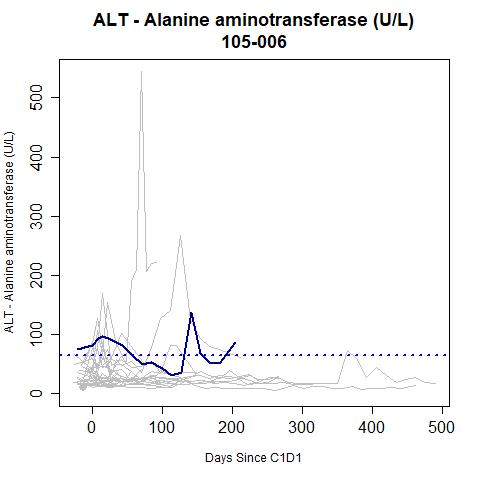 ALT - Alanine aminotransferase (U/L)
105-006
ALT - Alanine aminotransferase (U/L)
500
400
300
200
100
0
0 100 200 300 400 500
Days Since C1D1